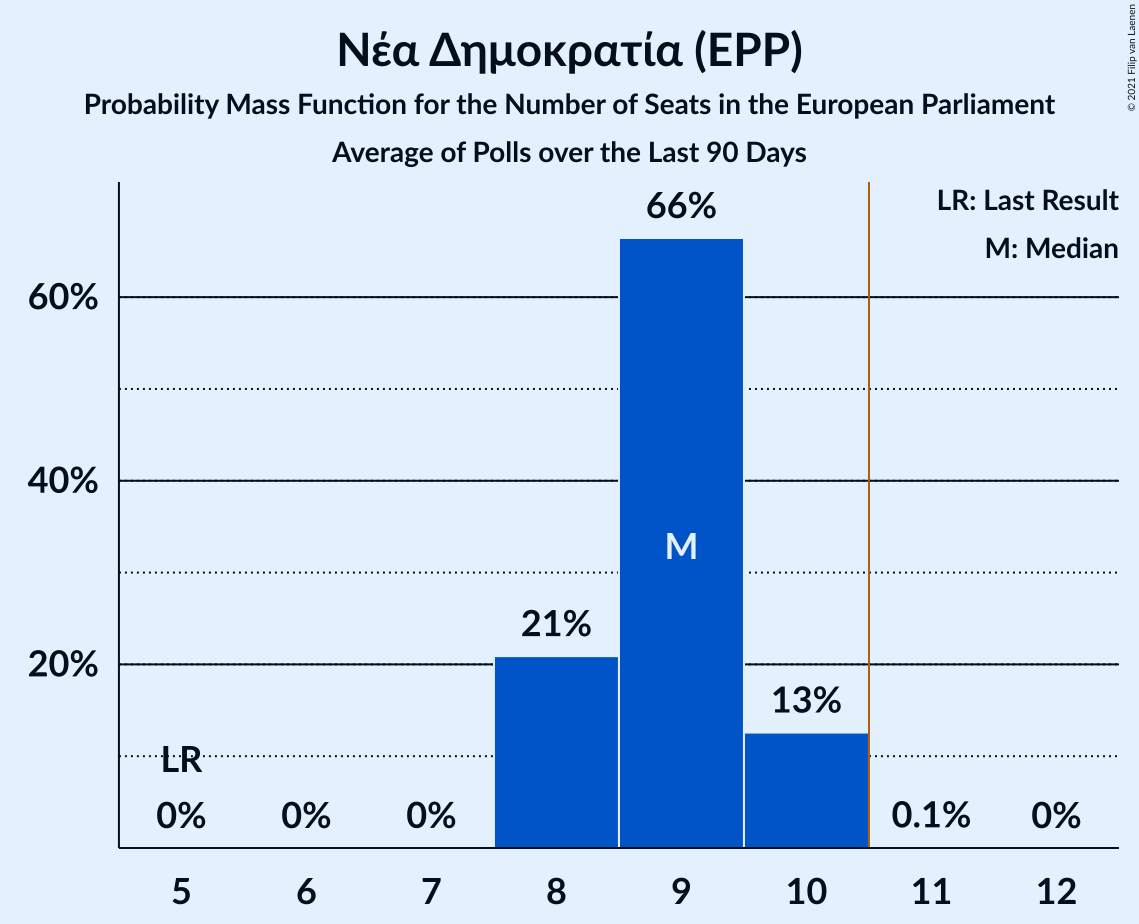 Νέα Δημοκρατία (EPP)
Probability Mass Function for the Number of Seats in the European Parliament
Average of Polls over the Last 90 Days
© 2021 Filip van Laenen
LR: Last Result
M: Median
66%
60%
40%
M
21%
20%
13%
LR
0%
0%
0%
0.1%
0%
5
6
7
8
9
10
11
12